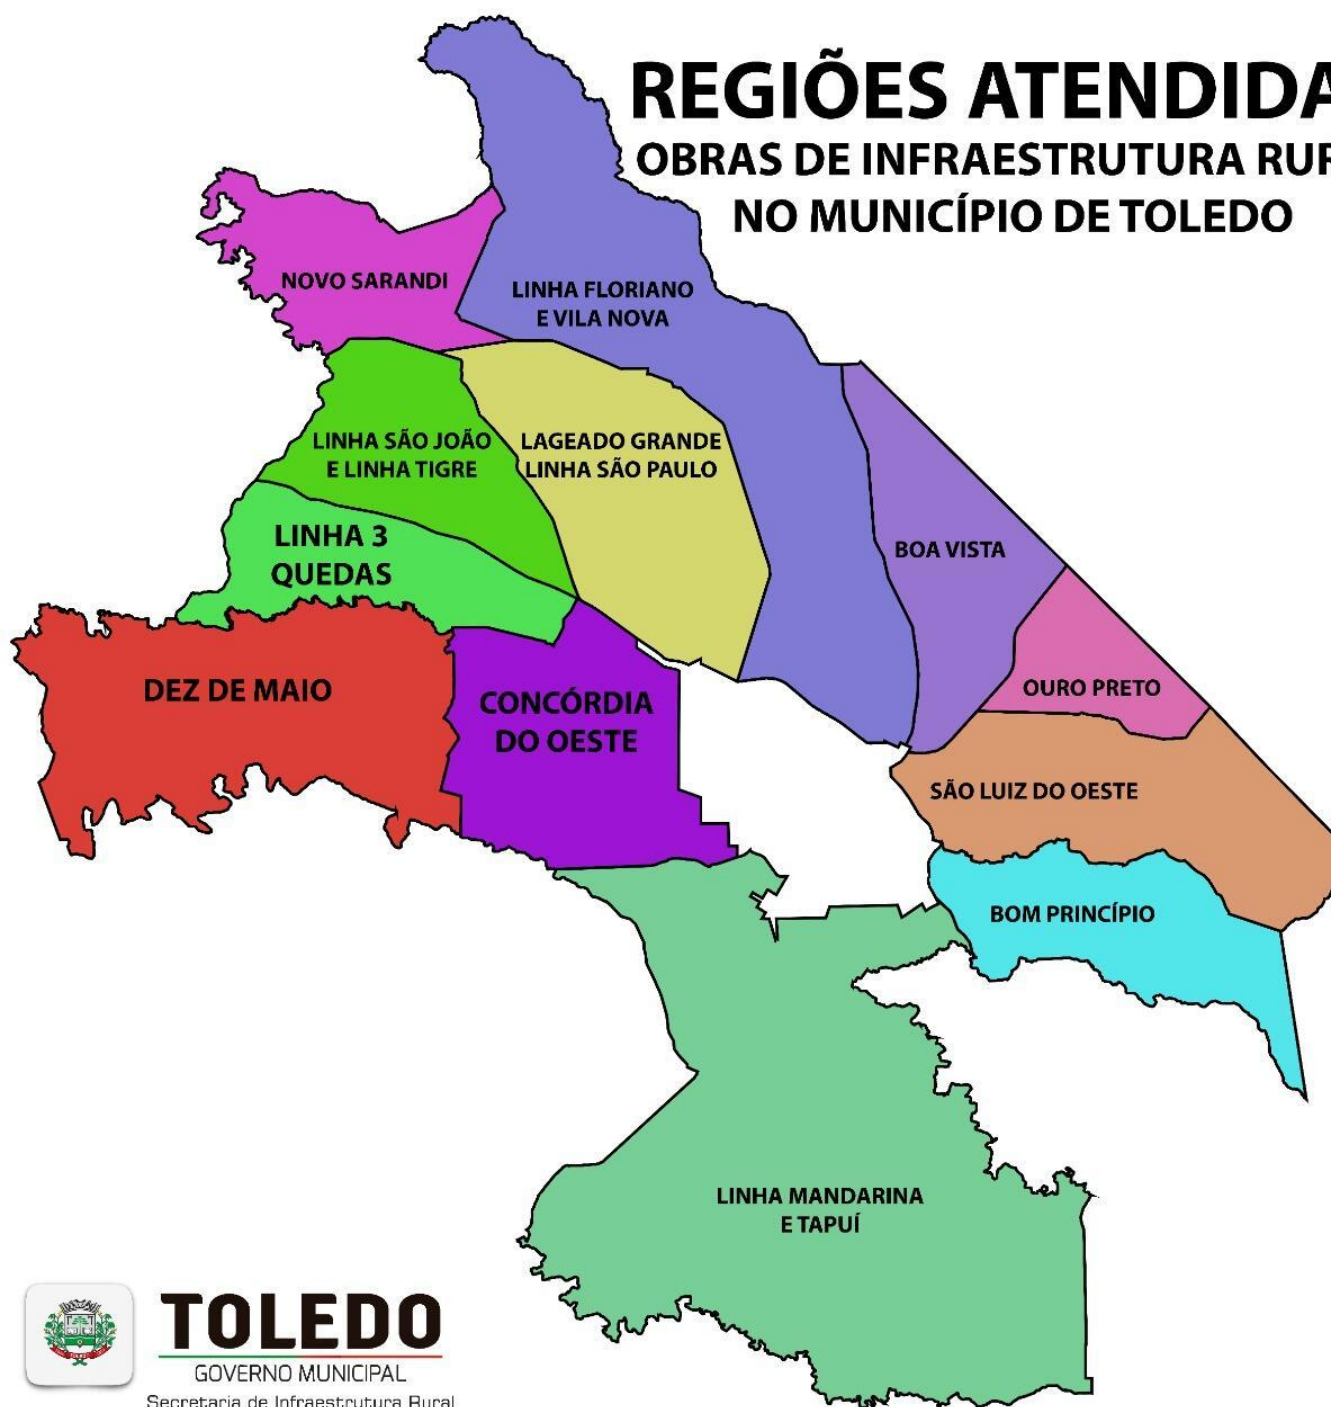 REGIÕES ATENDIDA
OBRAS DE INFRAESTRUTURA RUR
NO MUNICÍPIO DE TOLEDO
NOVO SARANDI
LINHA FLORIANO
E VILA NOVA
LINHA SÃO JOÃO
E LINHA TIGRE
LAGEADO GRANDE
LINHA SÃO PAULO
LINHA 3
QUEDAS
BOA VISTA
DEZ DE MAIO
CONCÓRDIA
DO OESTE
OURO PRETO
SÃO LUIZ DO OESTE
BOM PRINCÍPIO
LINHA MANDARINA
E TAPUÍ
TOLEDO
GOVERNO MUNICIPAL
Secretaria de Infraestrutura Rural